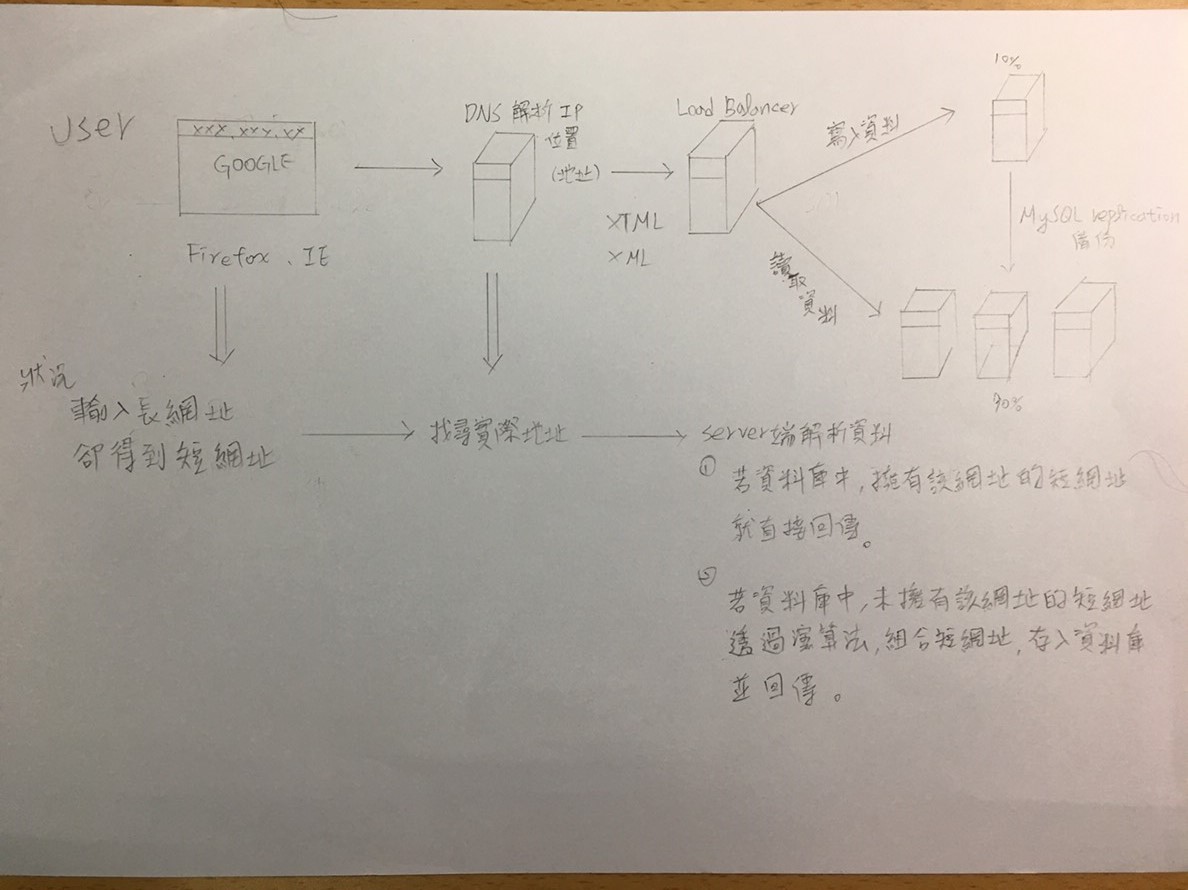 user
xxx.xxx.xx
GOOGLE
Firefox、IE
DNS 解析 IP
位置
(地址)
XTML
XML
Load Balancer
寫入資料
讀取
資料
10%
MySQL replication
備份
90%
狀況
輸入長網址
卻得到短網址
找尋實際地址
server端解析資料
① 若資料庫中,擁有該網址的短網址
就直接回傳。
② 若資料庫中,未擁有該網址的短網址
透過演算法,組合短網址,存入資料庫
並回傳。